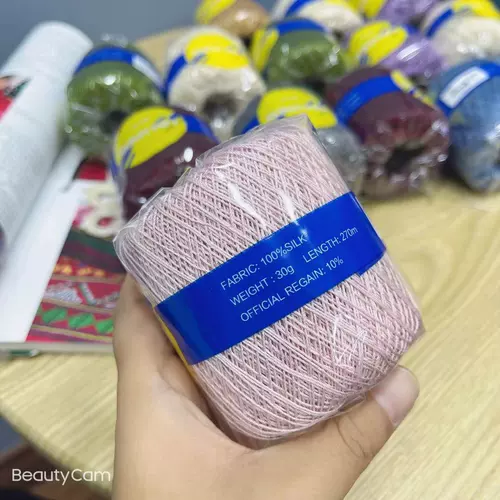 FABRIC: 100%SILK
WEIGHT : 30g LENGTH: 270m
OFFICIAL REGAIN: 10%
BeautyCam